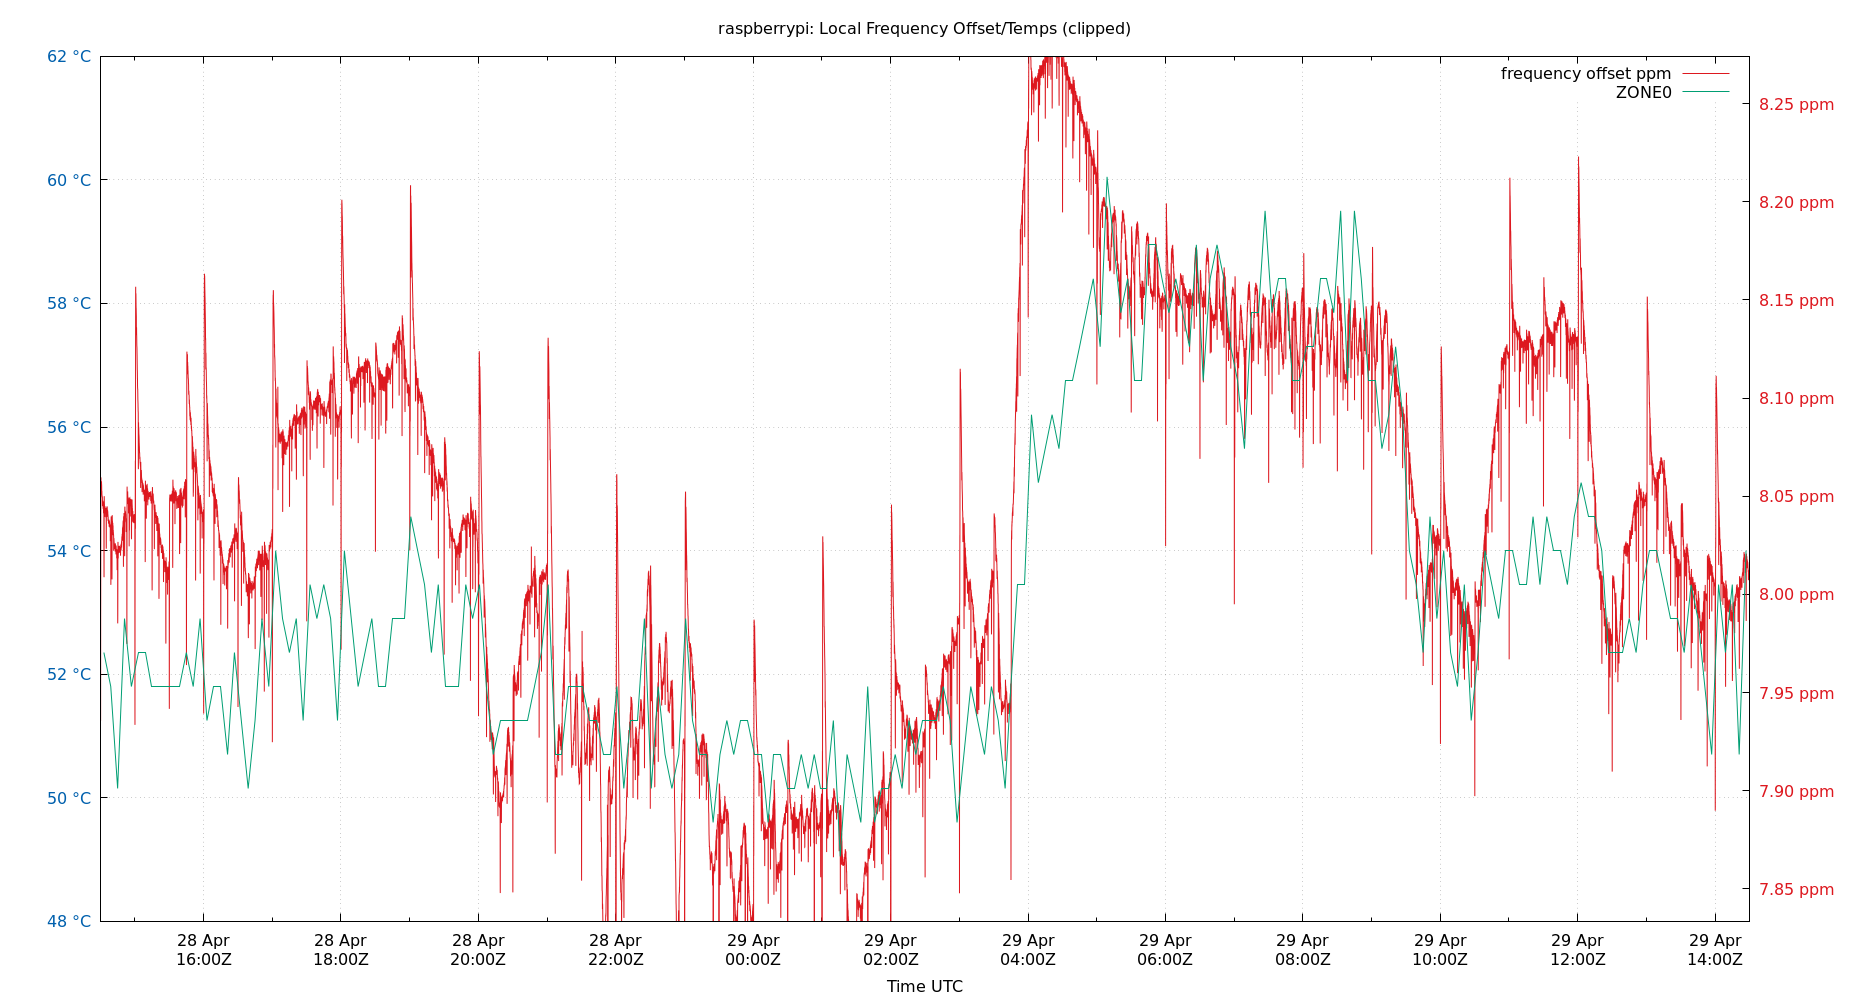 raspberrypi: Local Frequency Offset/Temps (clipped)
frequency offset ppm
ZONE0
62 °C
60 °C
58 °C
56 °C
54 °C
52 °C
50 °C
48 °C
8.25 ppm
8.20 ppm
8.15 ppm
8.10 ppm
8.05 ppm
8.00 ppm
7.95 ppm
7.90 ppm
7.85 ppm
28 Apr 28 Apr 28 Apr 28 Apr 29 Apr 29 Apr 29 Apr 29 Apr 29 Apr 29 Apr 29 Apr 29 Apr
16:00Z 18:00Z 20:00Z 22:00Z 00:00Z 02:00Z 04:00Z 06:00Z 08:00Z 10:00Z 12:00Z 14:00Z
Time UTC